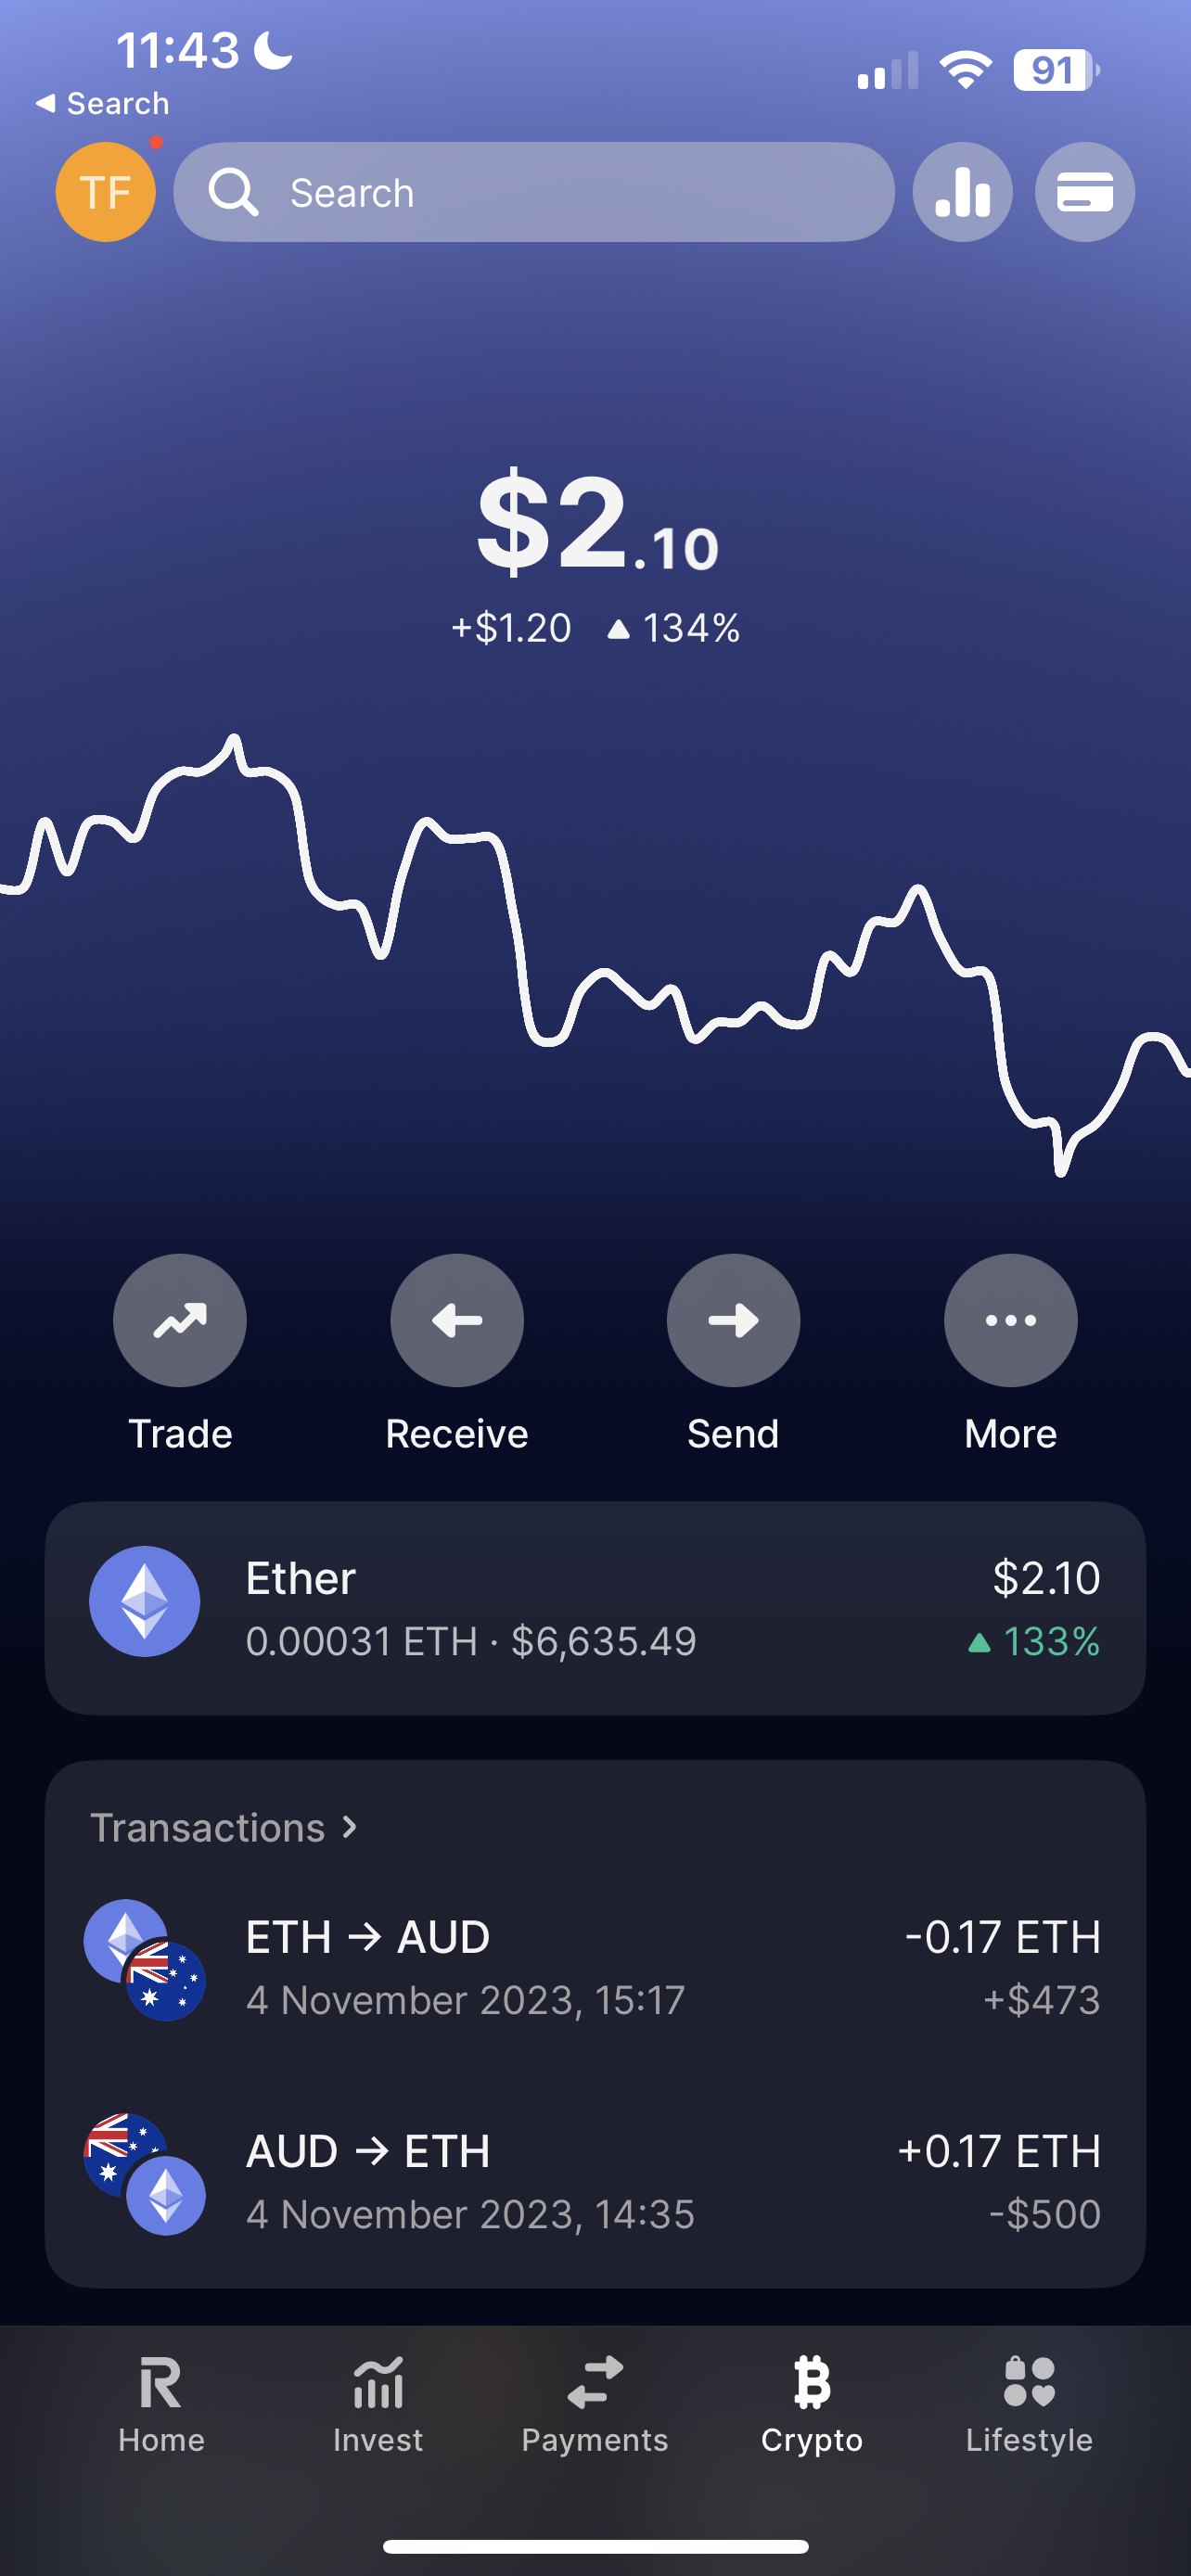 11:43
91
◀ Search
TF
Search
$2.10
+$1.20 ▲ 134%
Trade
Receive
Send
More
Ether
$2.10
0.00031 ETH · $6,635.49
▲ 133%
Transactions >
ETH → AUD
-0.17 ETH
4 November 2023, 15:17
+$473
AUD → ETH
+0.17 ETH
4 November 2023, 14:35
-$500
Home
Invest
Payments
Crypto
Lifestyle